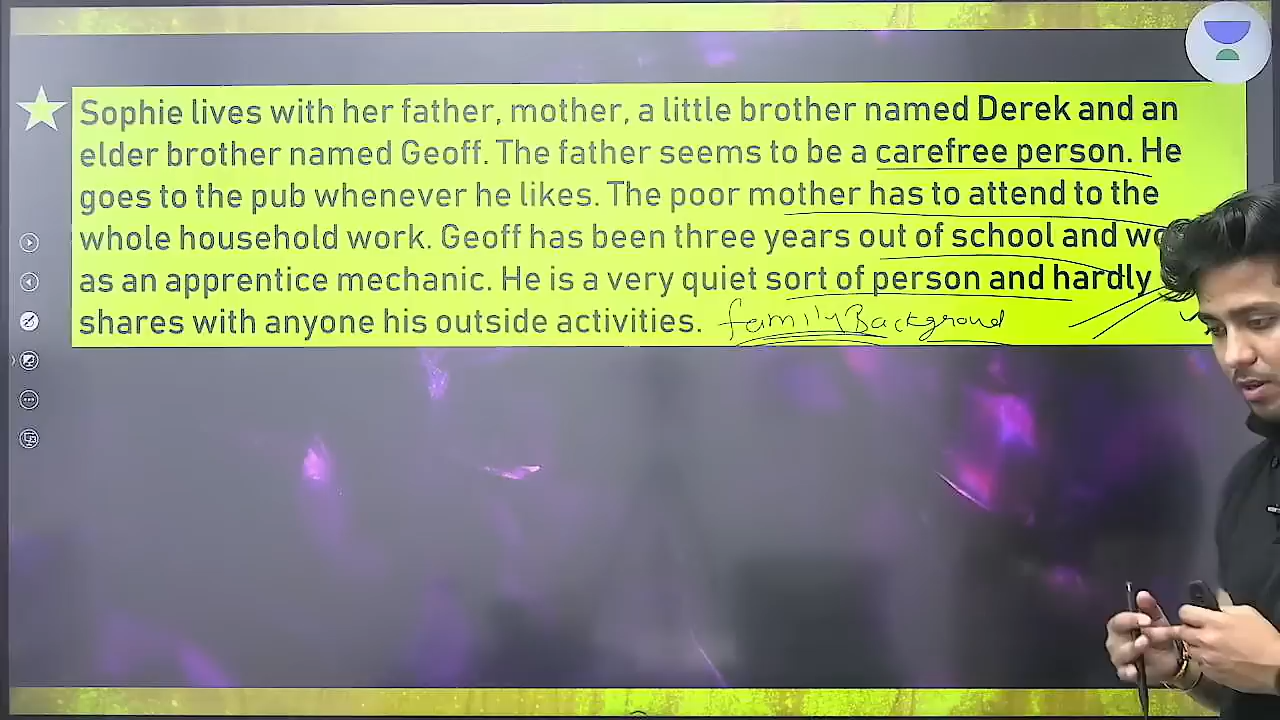 Sophie lives with her father, mother, a little brother named Derek and an
elder brother named Geoff. The father seems to be a carefree person. He
goes to the pub whenever he likes. The poor mother has to attend to the
whole household work. Geoff has been three years out of school and
as an apprentice mechanic. He is a very quiet sort of person and hardly
shares with anyone his outside activities. family Background